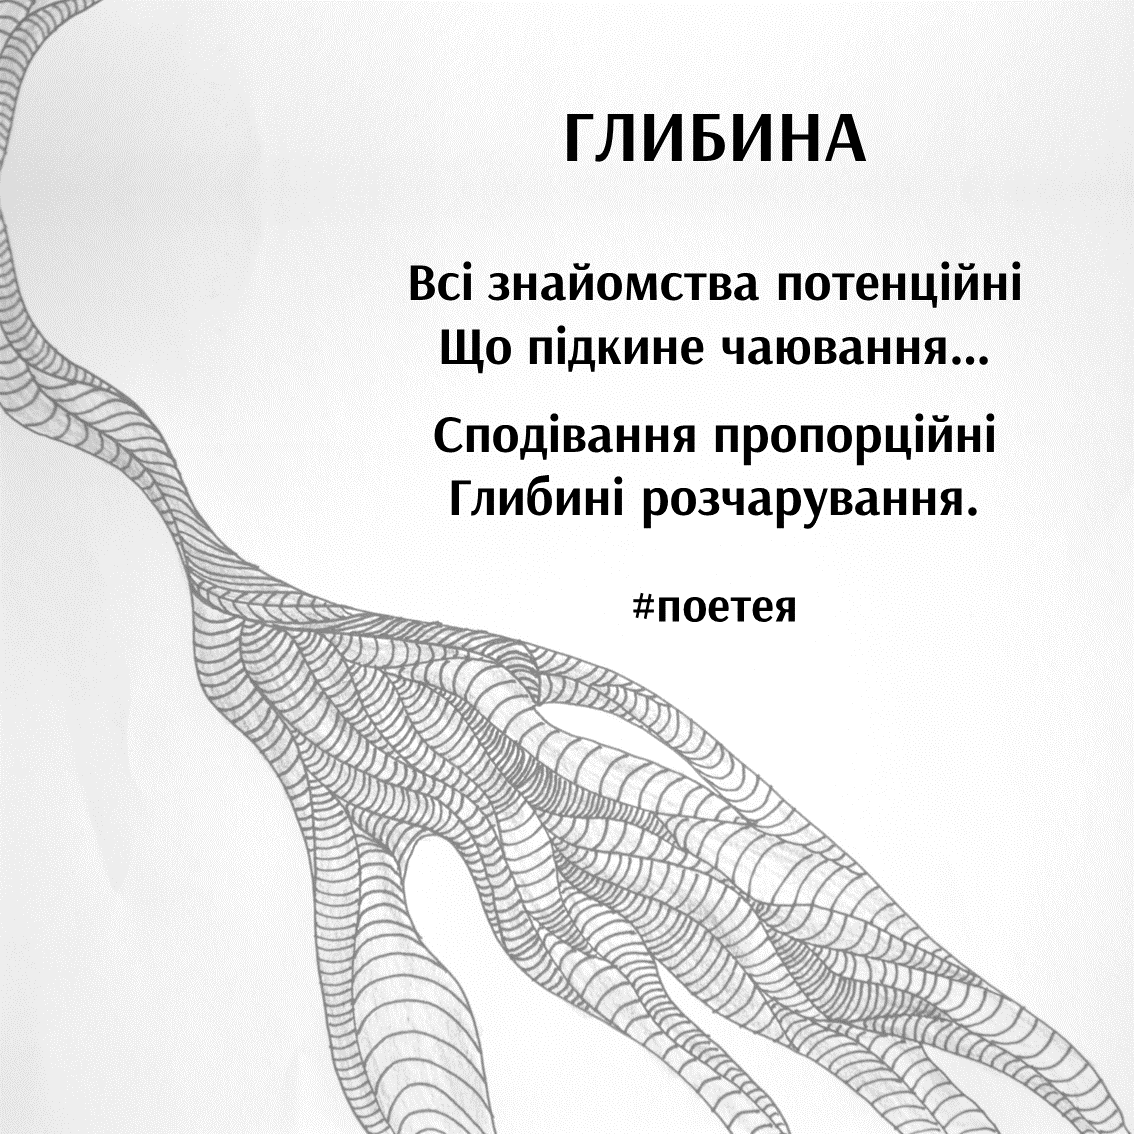 ГЛИБИНА
Всі знайомства потенційні
Що підкине чаювання...
Сподівання пропорційні
Глибині розчарування.
#поетея